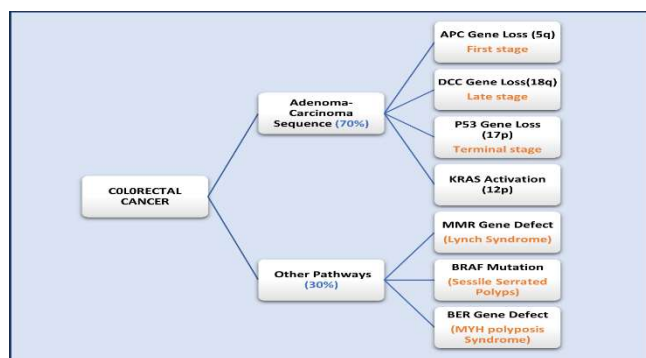 C0L0RECTAL
CANCER
Adenoma-
Carcinoma
Sequence (70%)
Other Pathways
(30%)
APC Gene Loss (5q)
First stage
DCC Gene Loss(18q)
Late stage
P53 Gene Loss
(17p)
Terminal stage
KRAS Activation
(12p)
MMR Gene Defect
(Lynch Syndrome)
BRAF Mutation
(Sessile Serrated
Polyps)
BER Gene Defect
(MYH polyposis
Syndrome)